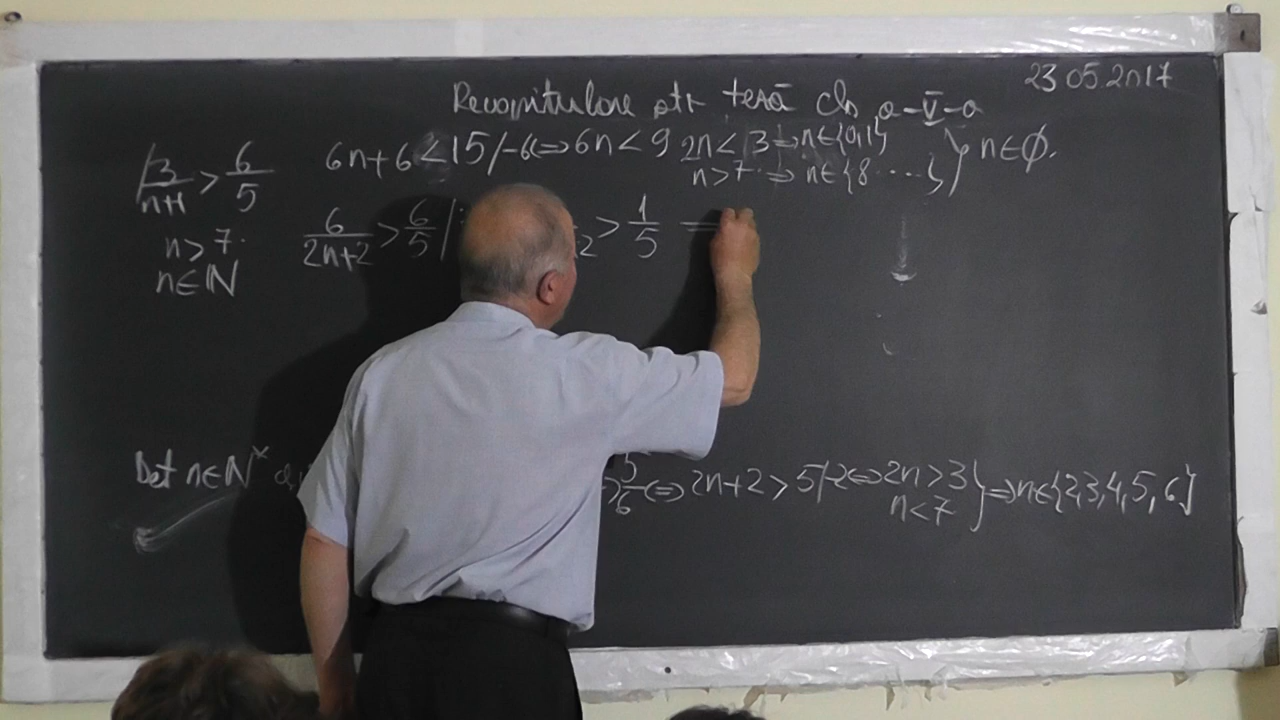 23 05 2017
Recapitulare ptr teză cls a-V-a
3/n+1 > 6/5
n > 7
n∈ℕ
6n+6 < 15 /-6 ⇔ 6n < 9 2n < 3 ⇒ n∈{0,1}
n > 7 ⇒ n∈{8 ....} } n∈∅.
6/2n+2 > 6/5 /: 2 > 1/5 =
Det n∈ℕ* a.
5/6 ⇔ 2n+2 > 5 /-2 ⇔ 2n > 3
n < 7 } ⇒ n∈{2,3,4,5,6}